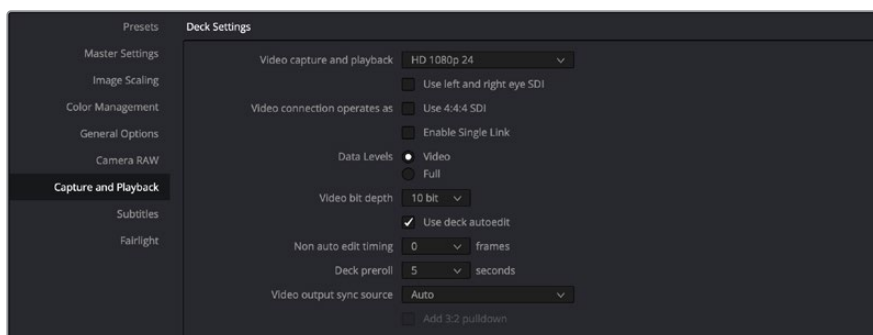 Presets
Master Settings
Image Scaling
Color Management
General Options
Camera RAW
Capture and Playback
Subtitles
Fairlight
Deck Settings
Video capture and playback HD 1080p 24
Use left and right eye SDI
Video connection operates as Use 4:4:4 SDI
Enable Single Link
Data Levels Video
Full
Video bit depth 10 bit
Use deck autoedit
Non auto edit timing 0 frames
Deck preroll 5 seconds
Video output sync source Auto
Add 3:2 pulldown